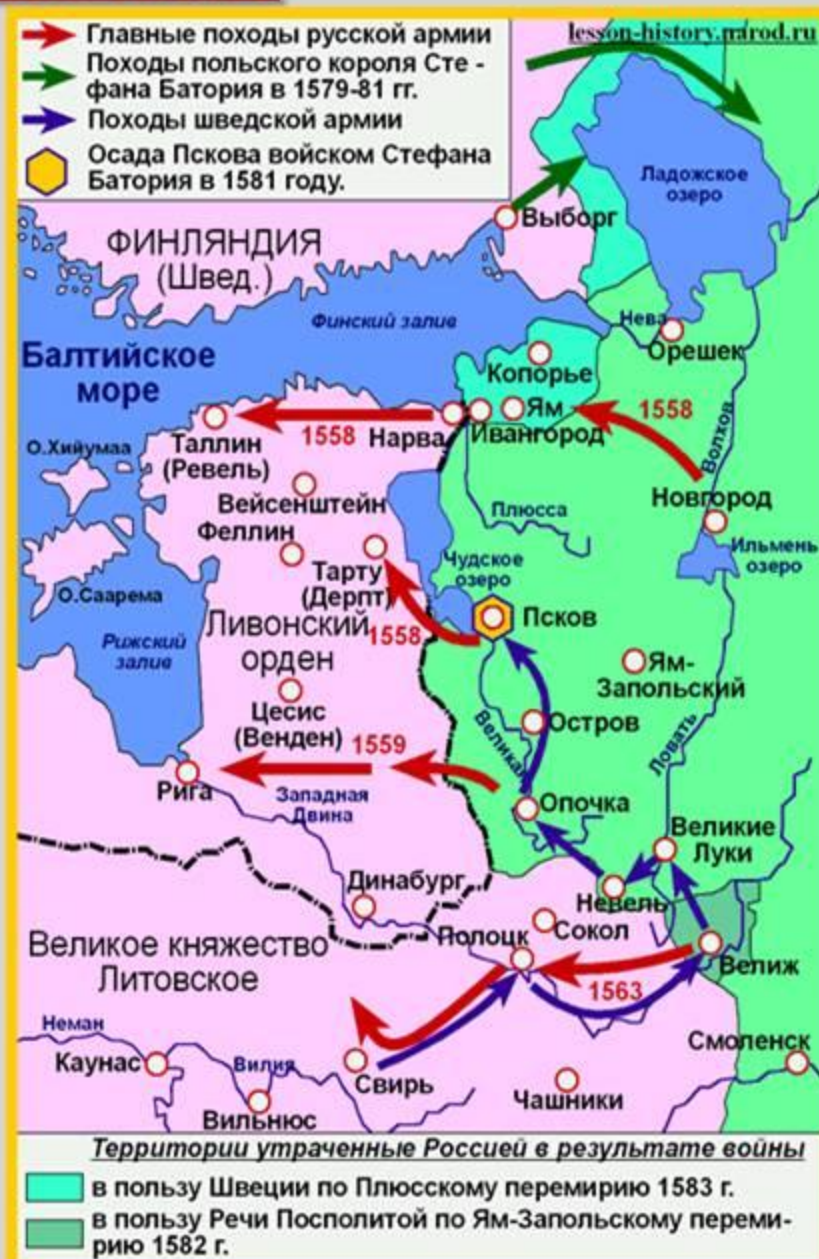 Главные походы русской армии
Походы польского короля Сте -
фана Батория в 1579-81 гг.
Походы шведской армии
Осада Пскова войском Стефана
Батория в 1581 году.
lesson-history.narod.ru
Ладожское
озеро
Выборг
ФИНЛЯНДИЯ
(Швед.)
Финский залив
Нева
Орешек
Балтийское
море
Копорье
Ям
1558
Волхов
1558
Нарва
Ивангород
Таллин
(Ревель)
О.Хийумаа
Вейсенштейн
Новгород
Плюсса
Феллин
Ильмень
озеро
Чудское
озеро
Тарту
(Дерпт)
О.Саарема
Псков
Ливонский
орден
1558
Рижский
залив
Ям-
Запольский
Цесис
(Венден)
Остров
Великая
Ловать
1559
Рига
Западная
Двина
Опочка
Великие
Луки
Динабург
Невель
Сокол
Полоцк
Велиж
Великое княжество
Литовское
1563
Неман
Смоленск
Каунас
Вилия
Свирь
Чашники
Вильнюс
Территории утраченные Россией в результате войны
в пользу Швеции по Плюсскому перемирию 1583 г.
в пользу Речи Посполитой по Ям-Запольскому переми-
рию 1582 г.